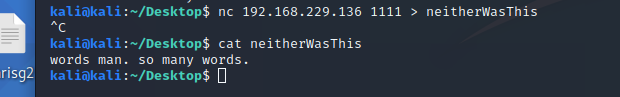 kali@kali:~/Desktop$ nc 192.168.229.136 1111 > neitherWasThis
^C
kali@kali:~/Desktop$ cat neitherWasThis
words man. so many words.
arisg2
kali@kali:~/Desktop$